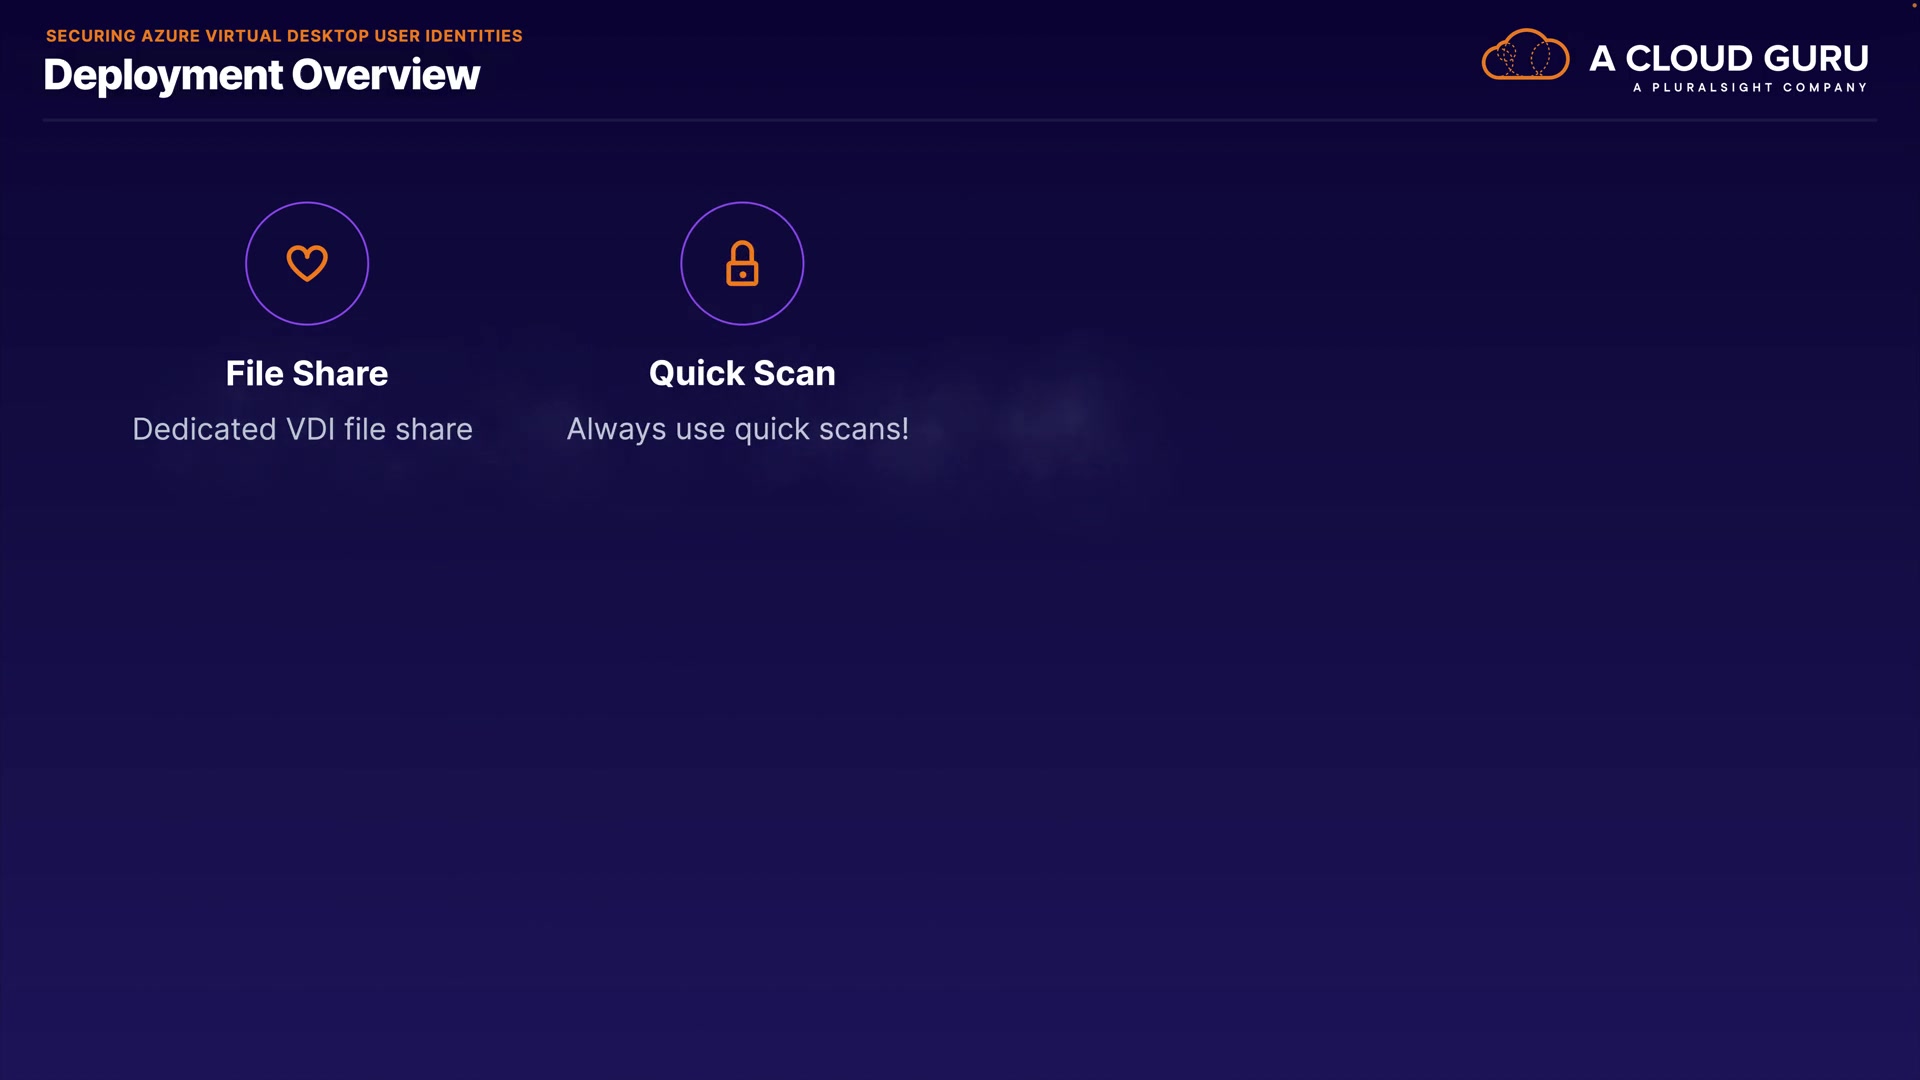 SECURING AZURE VIRTUAL DESKTOP USER IDENTITIES
Deployment Overview
A CLOUD GURU
A PLURALSIGHT COMPANY
File Share
Dedicated VDI file share
Quick Scan
Always use quick scans!